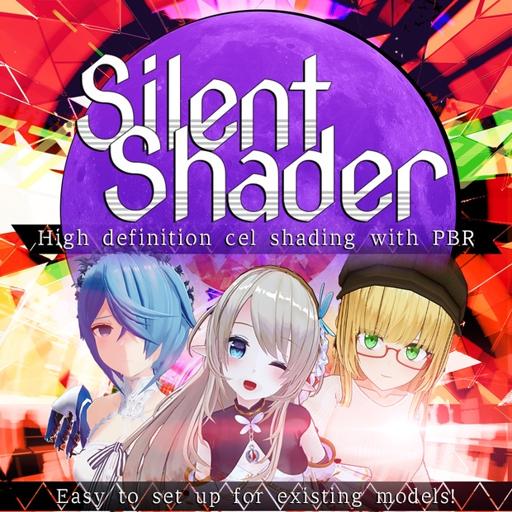 Silent
Shader
High definition cel shading with PBR
Easy to set up for existing models!